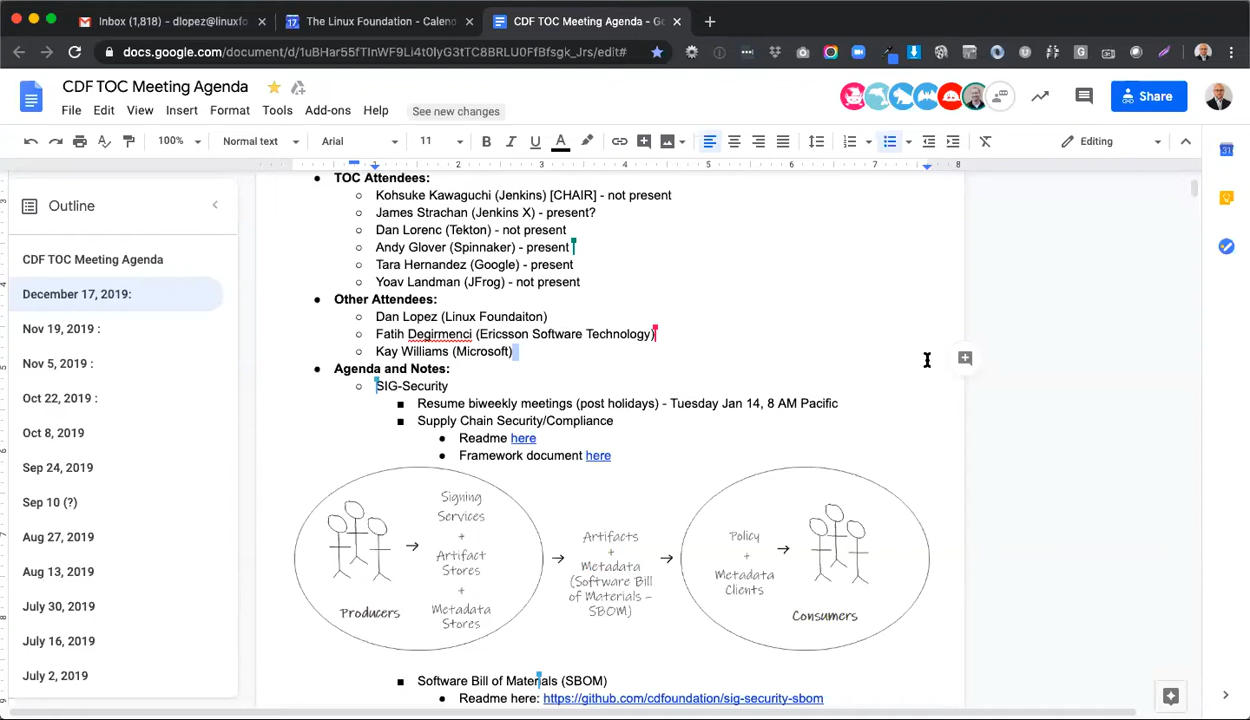 Inbox (1,818) - dlopez@linuxfo
The Linux Foundation - Calend
CDF TOC Meeting Agenda - Go
docs.google.com/document/d/1uBHar55fTInWF9Li4t0IyG3tTC8BRLU0FfBfsgk_Jrs/edit#
CDF TOC Meeting Agenda
File Edit View Insert Format Tools Add-ons Help See new changes
Share
100% Normal text Arial 11 Editing
1 2 3 4 5 6 7 8
Outline
CDF TOC Meeting Agenda
December 17, 2019:
Nov 19, 2019 :
Nov 5, 2019 :
Oct 22, 2019 :
Oct 8, 2019
Sep 24, 2019
Sep 10 (?)
Aug 27, 2019
Aug 13, 2019
July 30, 2019
July 16, 2019
July 2, 2019
TOC Attendees:
Kohsuke Kawaguchi (Jenkins) [CHAIR] - not present
James Strachan (Jenkins X) - present?
Dan Lorenc (Tekton) - not present
Andy Glover (Spinnaker) - present
Tara Hernandez (Google) - present
Yoav Landman (JFrog) - not present
Other Attendees:
Dan Lopez (Linux Foundaiton)
Fatih Degirmenci (Ericsson Software Technology)
Kay Williams (Microsoft)
Agenda and Notes:
SIG-Security
Resume biweekly meetings (post holidays) - Tuesday Jan 14, 8 AM Pacific
Supply Chain Security/Compliance
Readme here
Framework document here
Producers
Signing
Services
+
Artifact
Stores
+
Metadata
Stores
Artifacts
+
Metadata
(Software Bill
of Materials –
SBOM)
Policy
+
Metadata
Clients
Consumers
Software Bill of Materials (SBOM)
Readme here: https://github.com/cdfoundation/sig-security-sbom